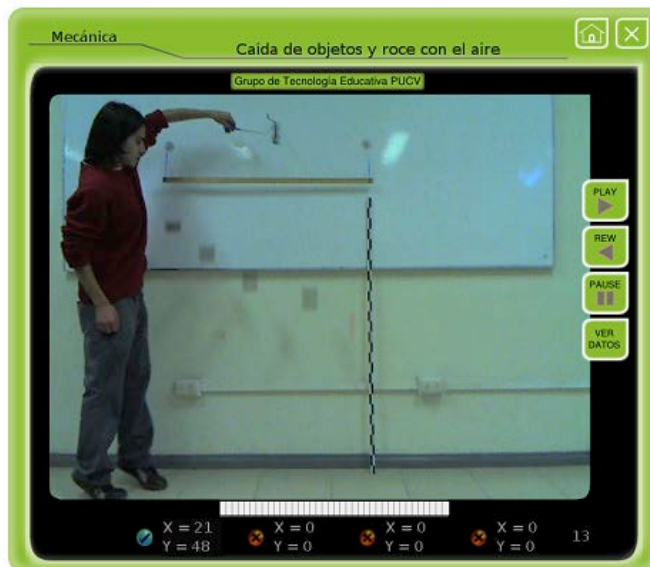 Mecánica
Caída de objetos y roce con el aire
Grupo de Tecnología Educativa PUCV
PLAY
REW
PAUSE
VER
DATOS
X = 21
Y = 48
X = 0
Y = 0
X = 0
Y = 0
X = 0
Y = 0
13